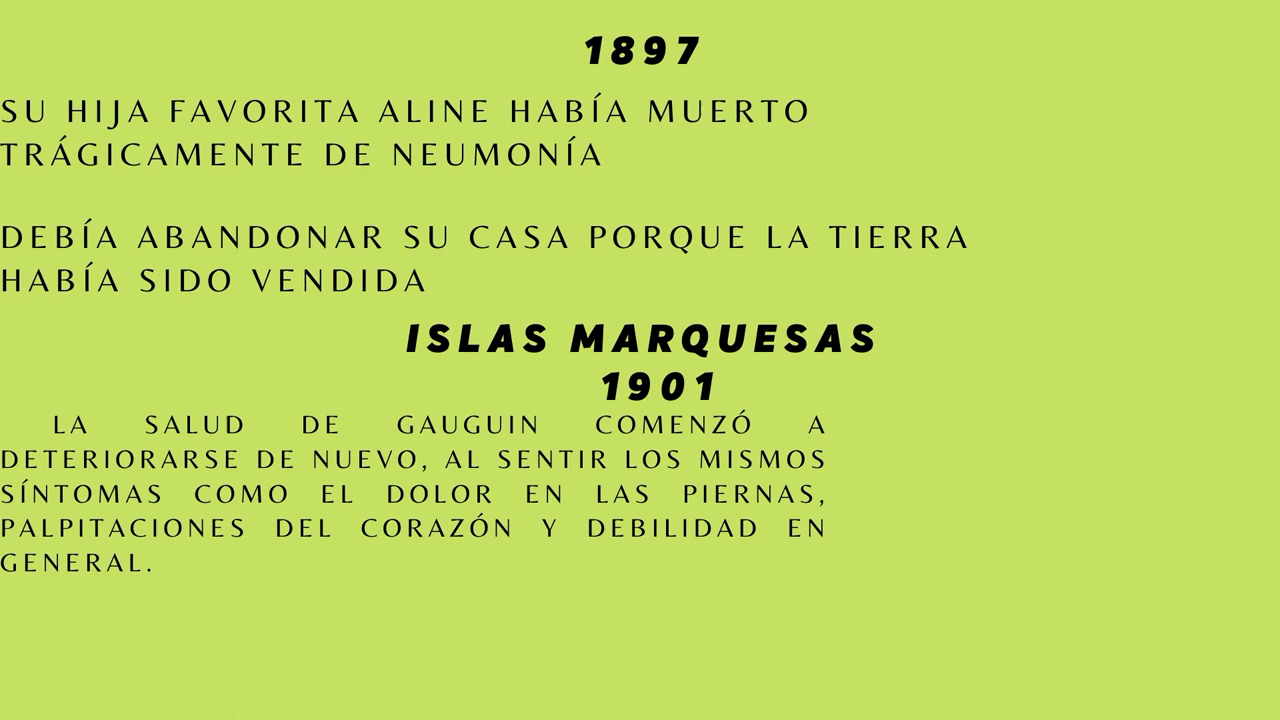 1897
SU HIJA FAVORITA ALINE HABÍA MUERTO
TRÁGICAMENTE DE NEUMONÍA
DEBÍA ABANDONAR SU CASA PORQUE LA TIERRA
HABÍA SIDO VENDIDA
ISLAS MARQUESAS
1901
LA SALUD DE GAUGUIN COMENZÓ A
DETERIORARSE DE NUEVO, AL SENTIR LOS MISMOS
SÍNTOMAS COMO EL DOLOR EN LAS PIERNAS,
PALPITACIONES DEL CORAZÓN Y DEBILIDAD EN
GENERAL.